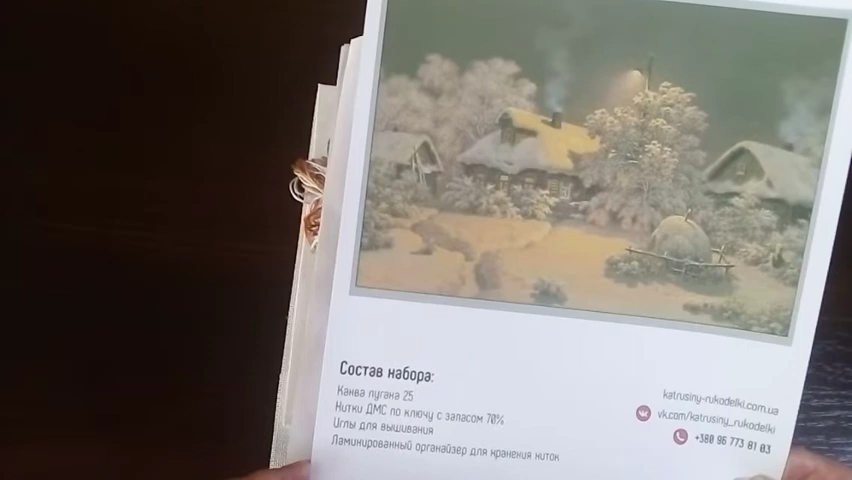 Состав набора:
Канва лугана 25
Нитки ДМС по ключу с запасом 70%
Иглы для вышивания
Ламинированный органайзер для хранения ниток
katrusiny-rukodelki.com.ua
vk.com/katrusiny_rukodelki
+380 96 773 81 03